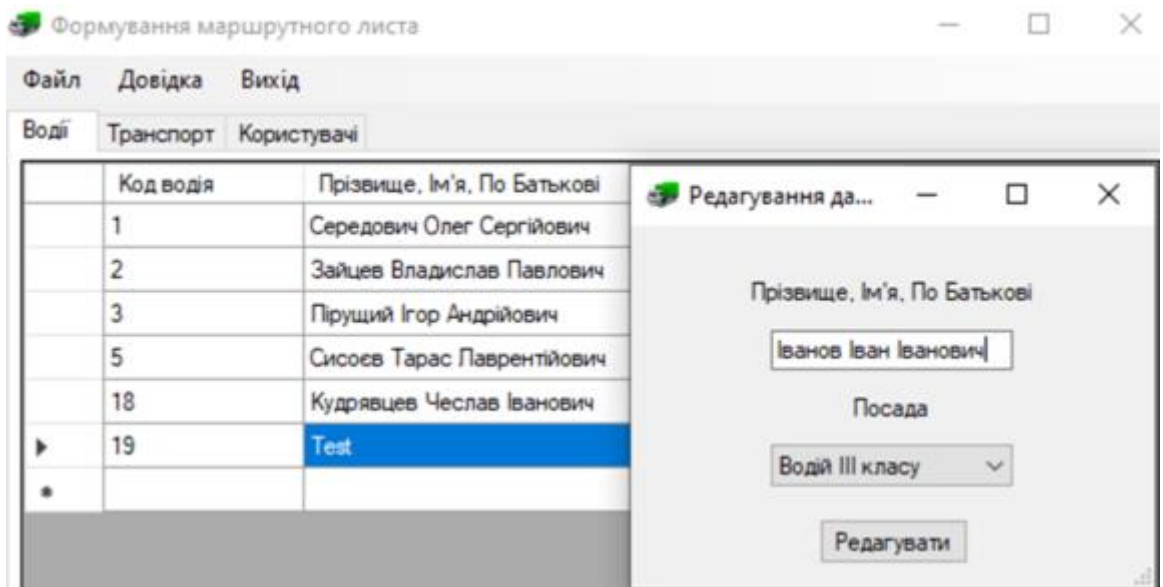 Формування маршрутного листа
Файл Довідка Вихід
Водії Транспорт Користувачі
Код водія Прізвище, Ім'я, По Батькові
1 Середович Олег Сергійович
2 Зайцев Владислав Павлович
3 Пірущий Ігор Андрійович
5 Сисоєв Тарас Лаврентійович
18 Кудрявцев Чеслав Іванович
19 Test
Редагування да...
Прізвище, Ім'я, По Батькові
Іванов Іван Іванович
Посада
Водій III класу
Редагувати